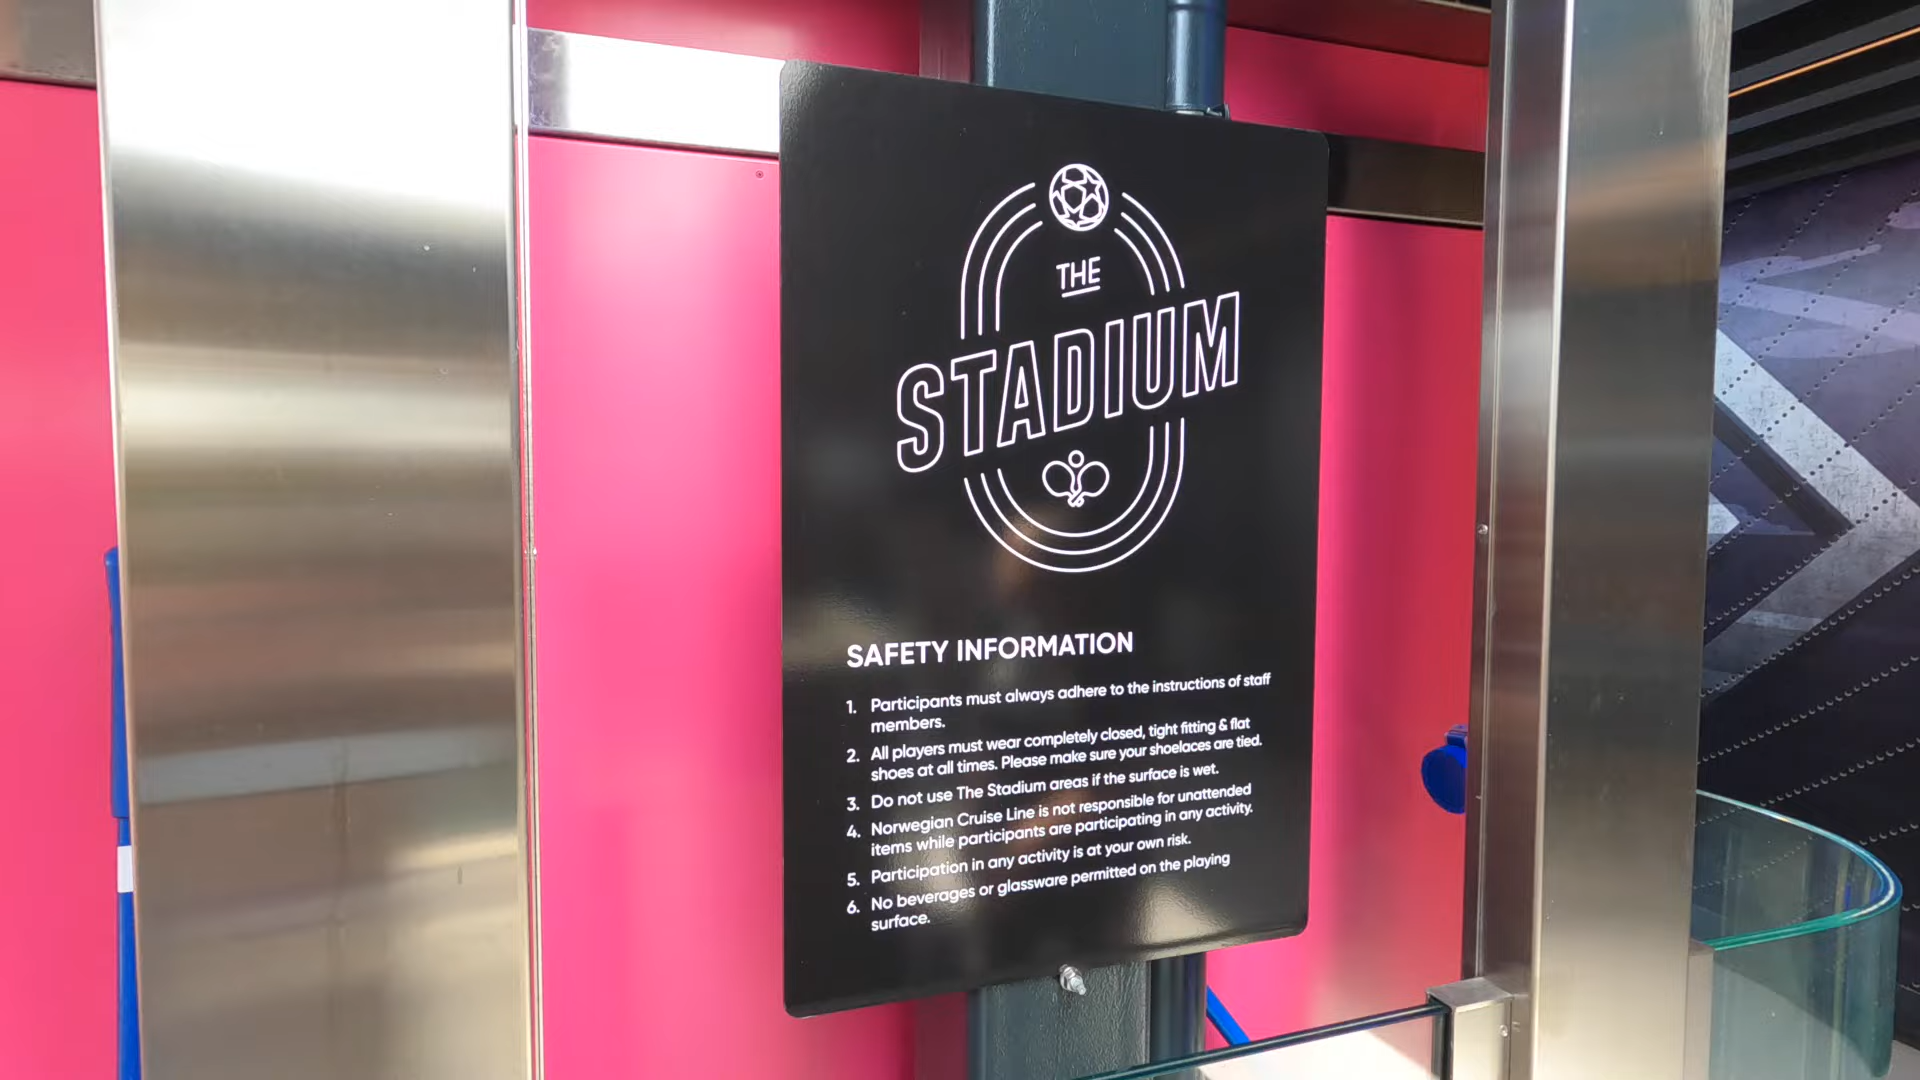 THE
STADIUM
SAFETY INFORMATION
1. Participants must always adhere to the instructions of staff
members.
2. All players must wear completely closed, tight fitting & flat
shoes at all times. Please make sure your shoelaces are tied.
3. Do not use The Stadium areas if the surface is wet.
4. Norwegian Cruise Line is not responsible for unattended
items while participants are participating in any activity.
5. Participation in any activity is at your own risk.
6. No beverages or glassware permitted on the playing
surface.